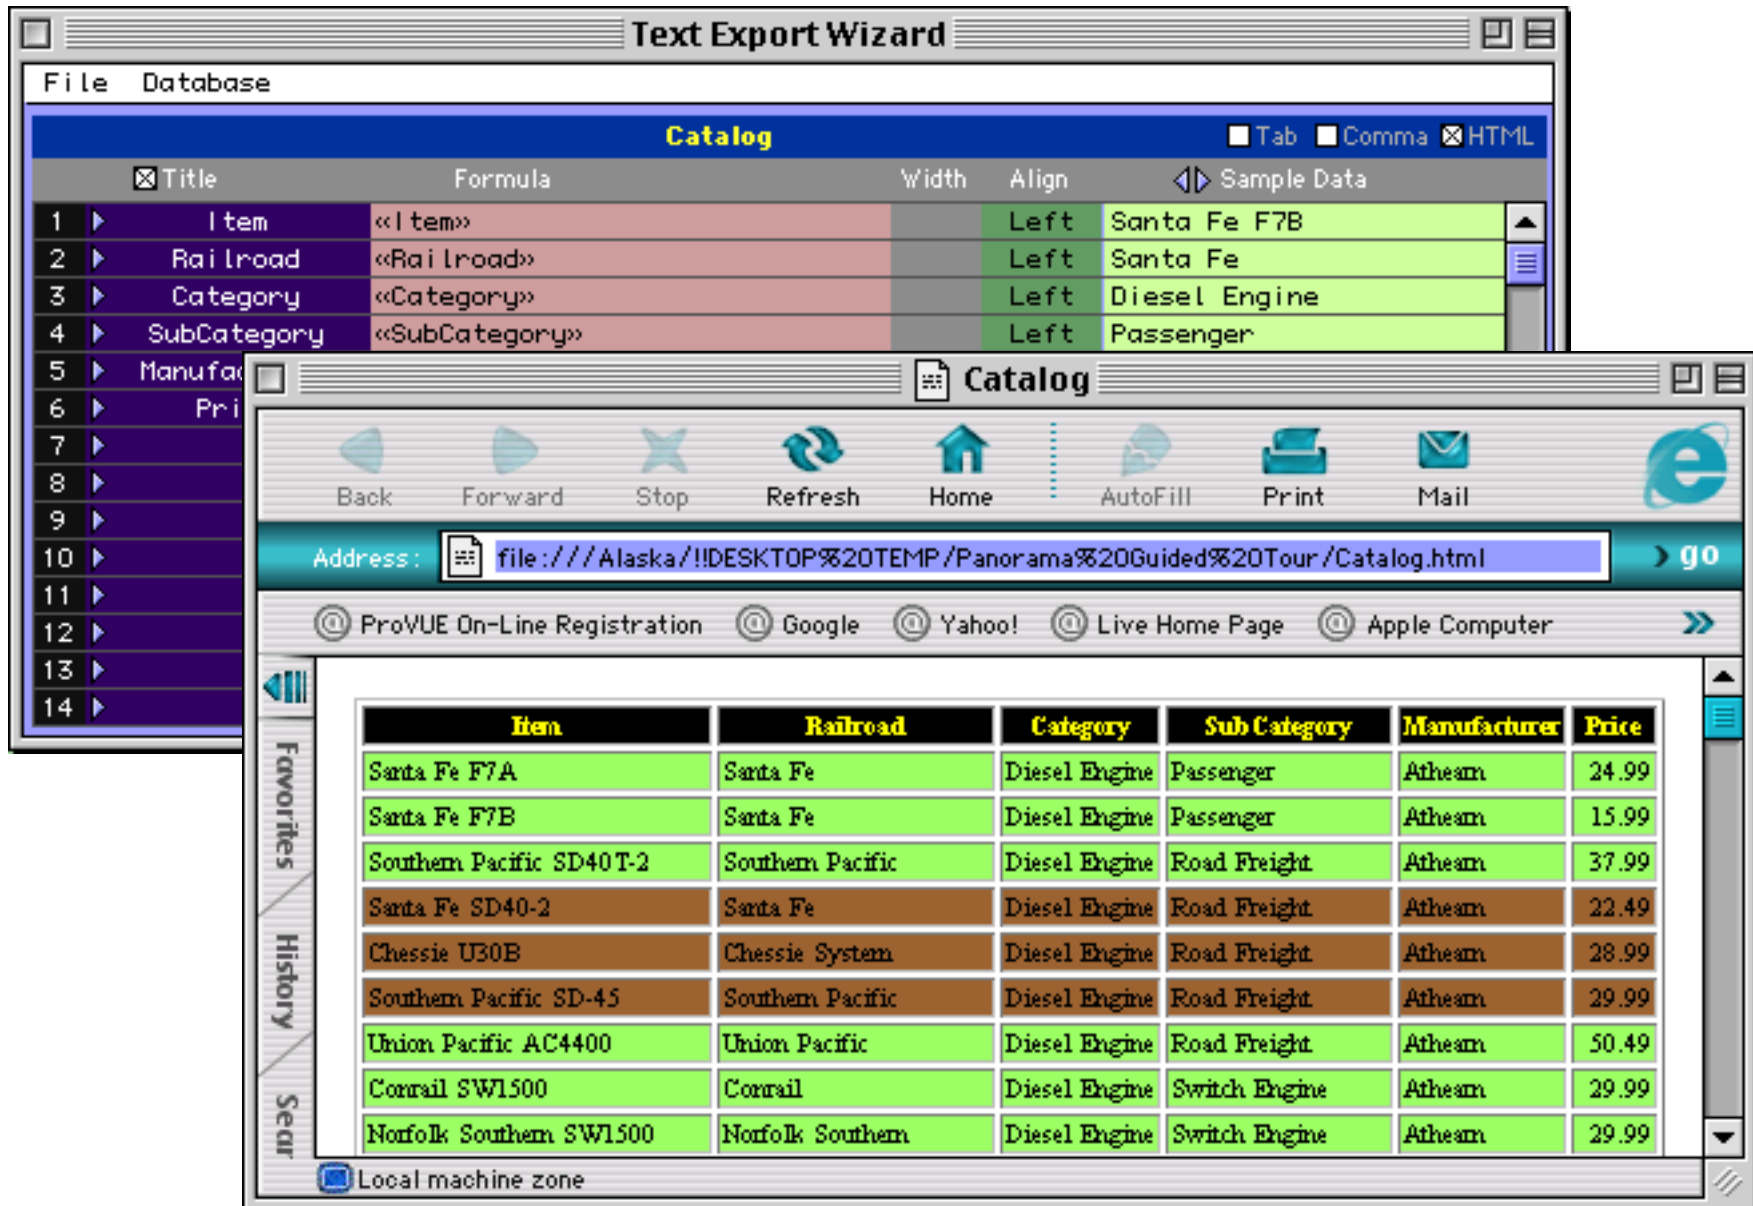 Text Export Wizard
File Database
Catalog Tab Comma HTML
Title Formula Width Align Sample Data
1 Item «Item» Left Santa Fe F7B
2 Railroad «Railroad» Left Santa Fe
3 Category «Category» Left Diesel Engine
4 SubCategory «SubCategory» Left Passenger
5 Manufac
6 Pri
7
8
9
10
11
12
13
14
Catalog
Back Forward Stop Refresh Home AutoFill Print Mail
Address: file:///Alaska/!!DESKTOP%20TEMP/Panorama%20Guided%20Tour/Catalog.html go
ProVUE On-Line Registration Google Yahoo! Live Home Page Apple Computer
Favorites
History
Sear
Item Railroad Category SubCategory Manufacturer Price
Santa Fe F7A Santa Fe Diesel Engine Passenger Athearn 24.99
Santa Fe F7B Santa Fe Diesel Engine Passenger Athearn 15.99
Southern Pacific SD40T-2 Southern Pacific Diesel Engine Road Freight Athearn 37.99
Santa Fe SD40-2 Santa Fe Diesel Engine Road Freight Athearn 22.49
Chessie U30B Chessie System Diesel Engine Road Freight Athearn 28.99
Southern Pacific SD-45 Southern Pacific Diesel Engine Road Freight Athearn 29.99
Union Pacific AC4400 Union Pacific Diesel Engine Road Freight Athearn 50.49
Conrail SW1500 Conrail Diesel Engine Switch Engine Athearn 29.99
Norfolk Southern SW1500 Norfolk Southern Diesel Engine Switch Engine Athearn 29.99
Local machine zone